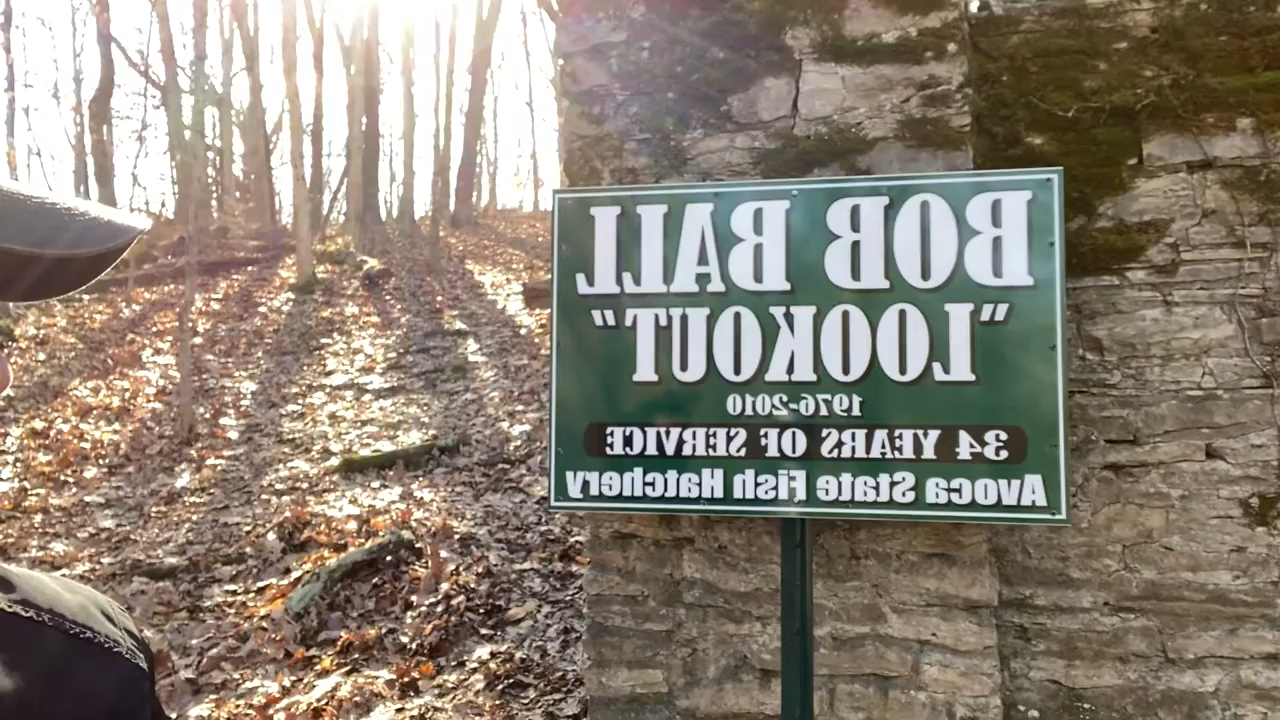 BOB BALL
"LOOKOUT"
1976-2010
34 YEARS OF SERVICE
Avoca State Fish Hatchery